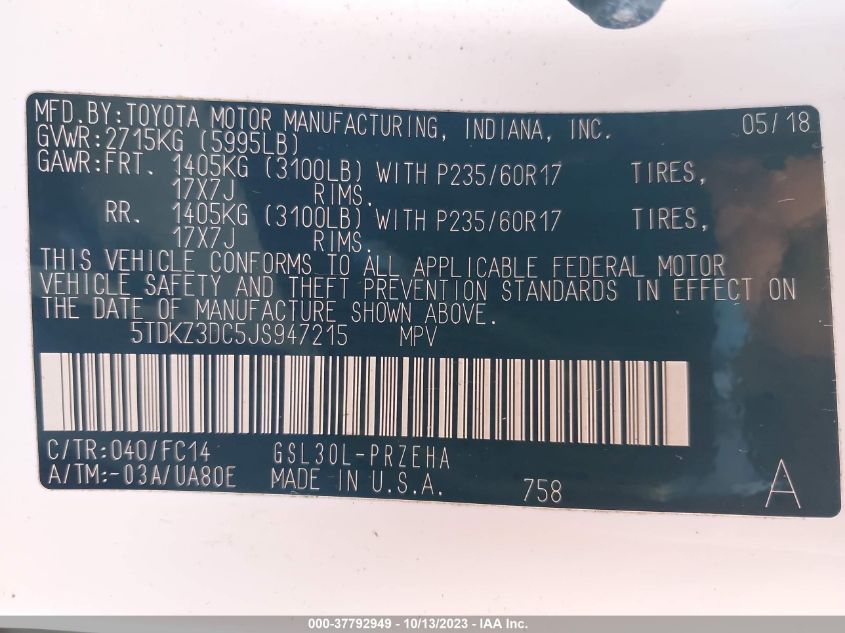 MFD.BY:TOYOTA MOTOR MANUFACTURING, INDIANA, INC. 05/18
GVWR:2715KG (5995LB)
GAWR:FRT. 1405KG (3100LB) WITH P235/60R17 TIRES,
17X7J RIMS.
RR. 1405KG (3100LB) WITH P235/60R17 TIRES,
17X7J RIMS.
THIS VEHICLE CONFORMS TO ALL APPLICABLE FEDERAL MOTOR
VEHICLE SAFETY AND THEFT PREVENTION STANDARDS IN EFFECT ON
THE DATE OF MANUFACTURE SHOWN ABOVE.
5TDKZ3DC5JS947215 MPV
C/TR:040/FC14 GSL30L-PRZEHA
A/TM:-03A/UA80E MADE IN U.S.A. 758 A
000-37792949 - 10/13/2023 - IAA Inc.